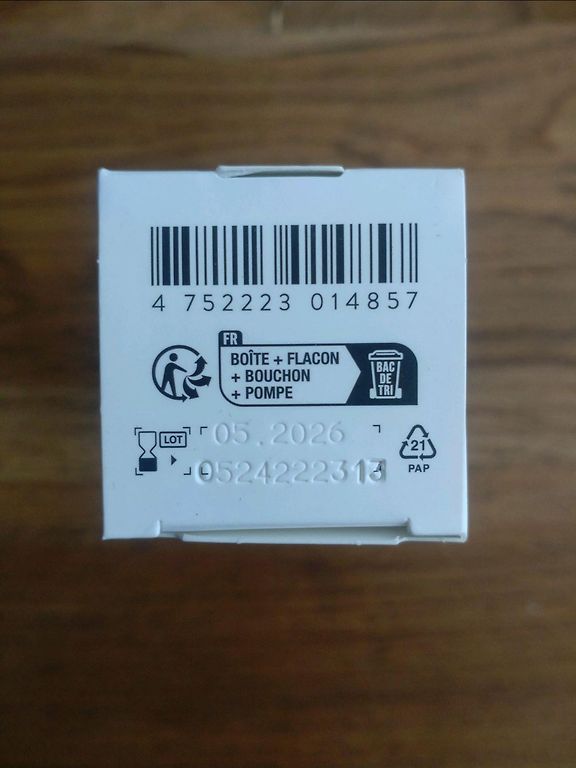 4 752223 014857
FR
BOÎTE + FLACON
+ BOUCHON
+ POMPE
BAC
DE
TRI
LOT
05.2026
0524222313
21
PAP